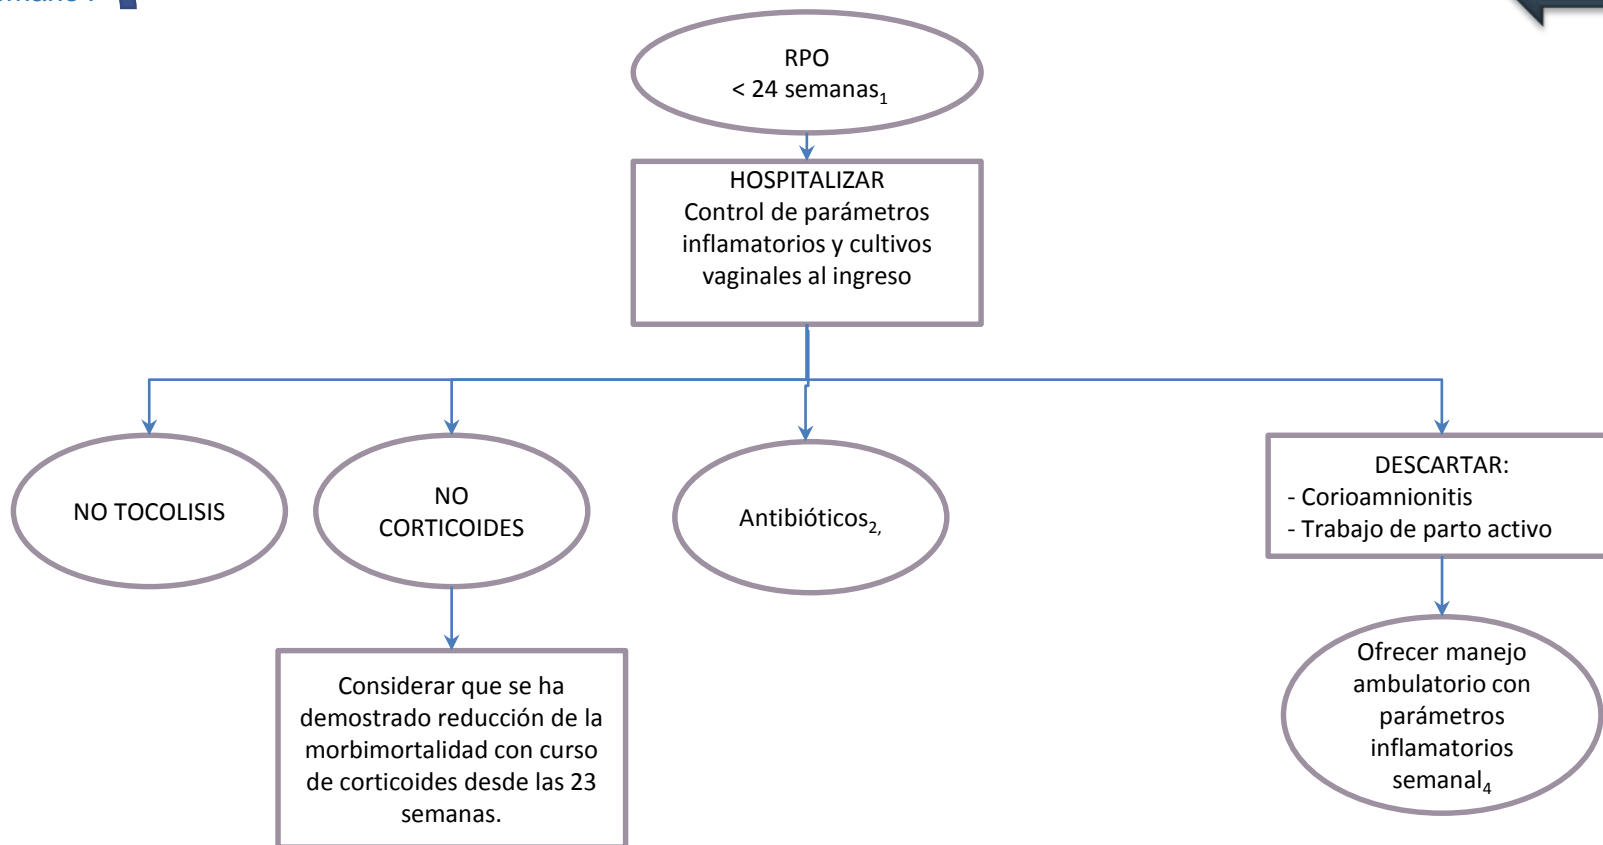 RPO
< 24 semanas1
HOSPITALIZAR
Control de parámetros
inflamatorios y cultivos
vaginales al ingreso
NO TOCOLISIS
NO
CORTICOIDES
Antibióticos2,
DESCARTAR:
- Corioamnionitis
- Trabajo de parto activo
Considerar que se ha
demostrado reducción de la
morbimortalidad con curso
de corticoides desde las 23
semanas.
Ofrecer manejo
ambulatorio con
parámetros
inflamatorios
semanal4